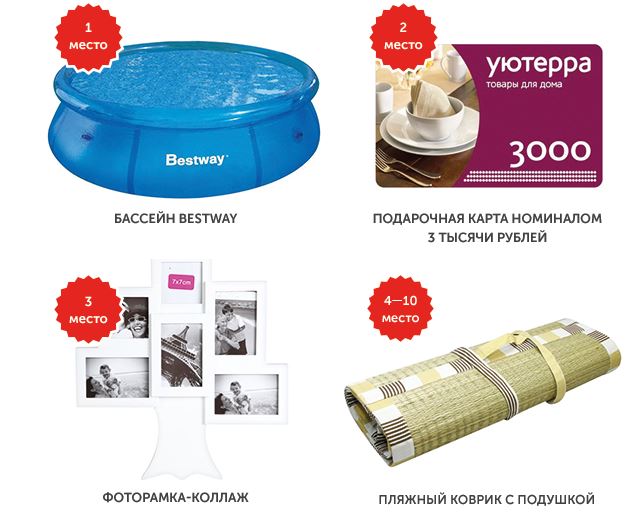 1
место
Bestway
БАССЕЙН BESTWAY
2
место
уютерра
товары для дома
3000
ПОДАРОЧНАЯ КАРТА НОМИНАЛОМ
3 ТЫСЯЧИ РУБЛЕЙ
3
место
7x7cm
ФОТОРАМКА-КОЛЛАЖ
4—10
место
ПЛЯЖНЫЙ КОВРИК С ПОДУШКОЙ